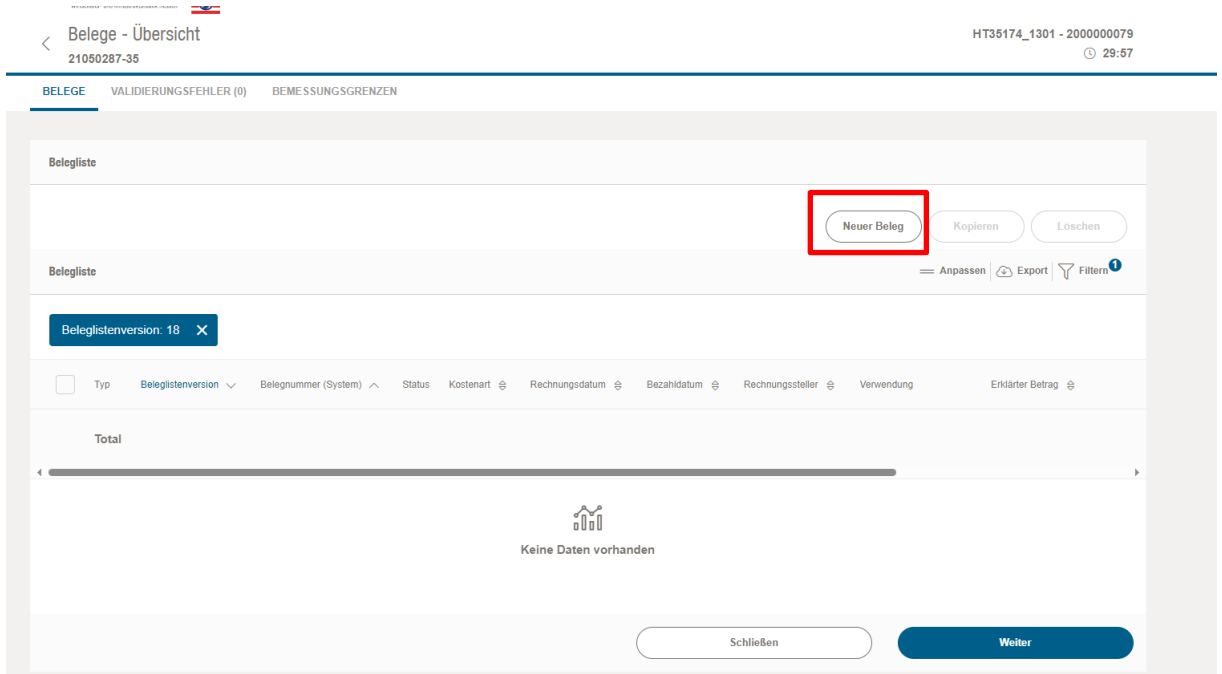 Belege - Übersicht
21050287-35
HT35174_1301 - 2000000079
29:57
BELEGE VALIDIERUNGSFEHLER (0) BEMESSUNGSGRENZEN
Belegliste
Neuer Beleg Kopieren Löschen
Belegliste
Anpassen Export Filtern 1
Beleglistenversion: 18
Typ Beleglistenversion Belegnummer (System) Status Kostenart Rechnungsdatum Bezahldatum Rechnungssteller Verwendung Erklärter Betrag
Total
Keine Daten vorhanden
Schließen Weiter